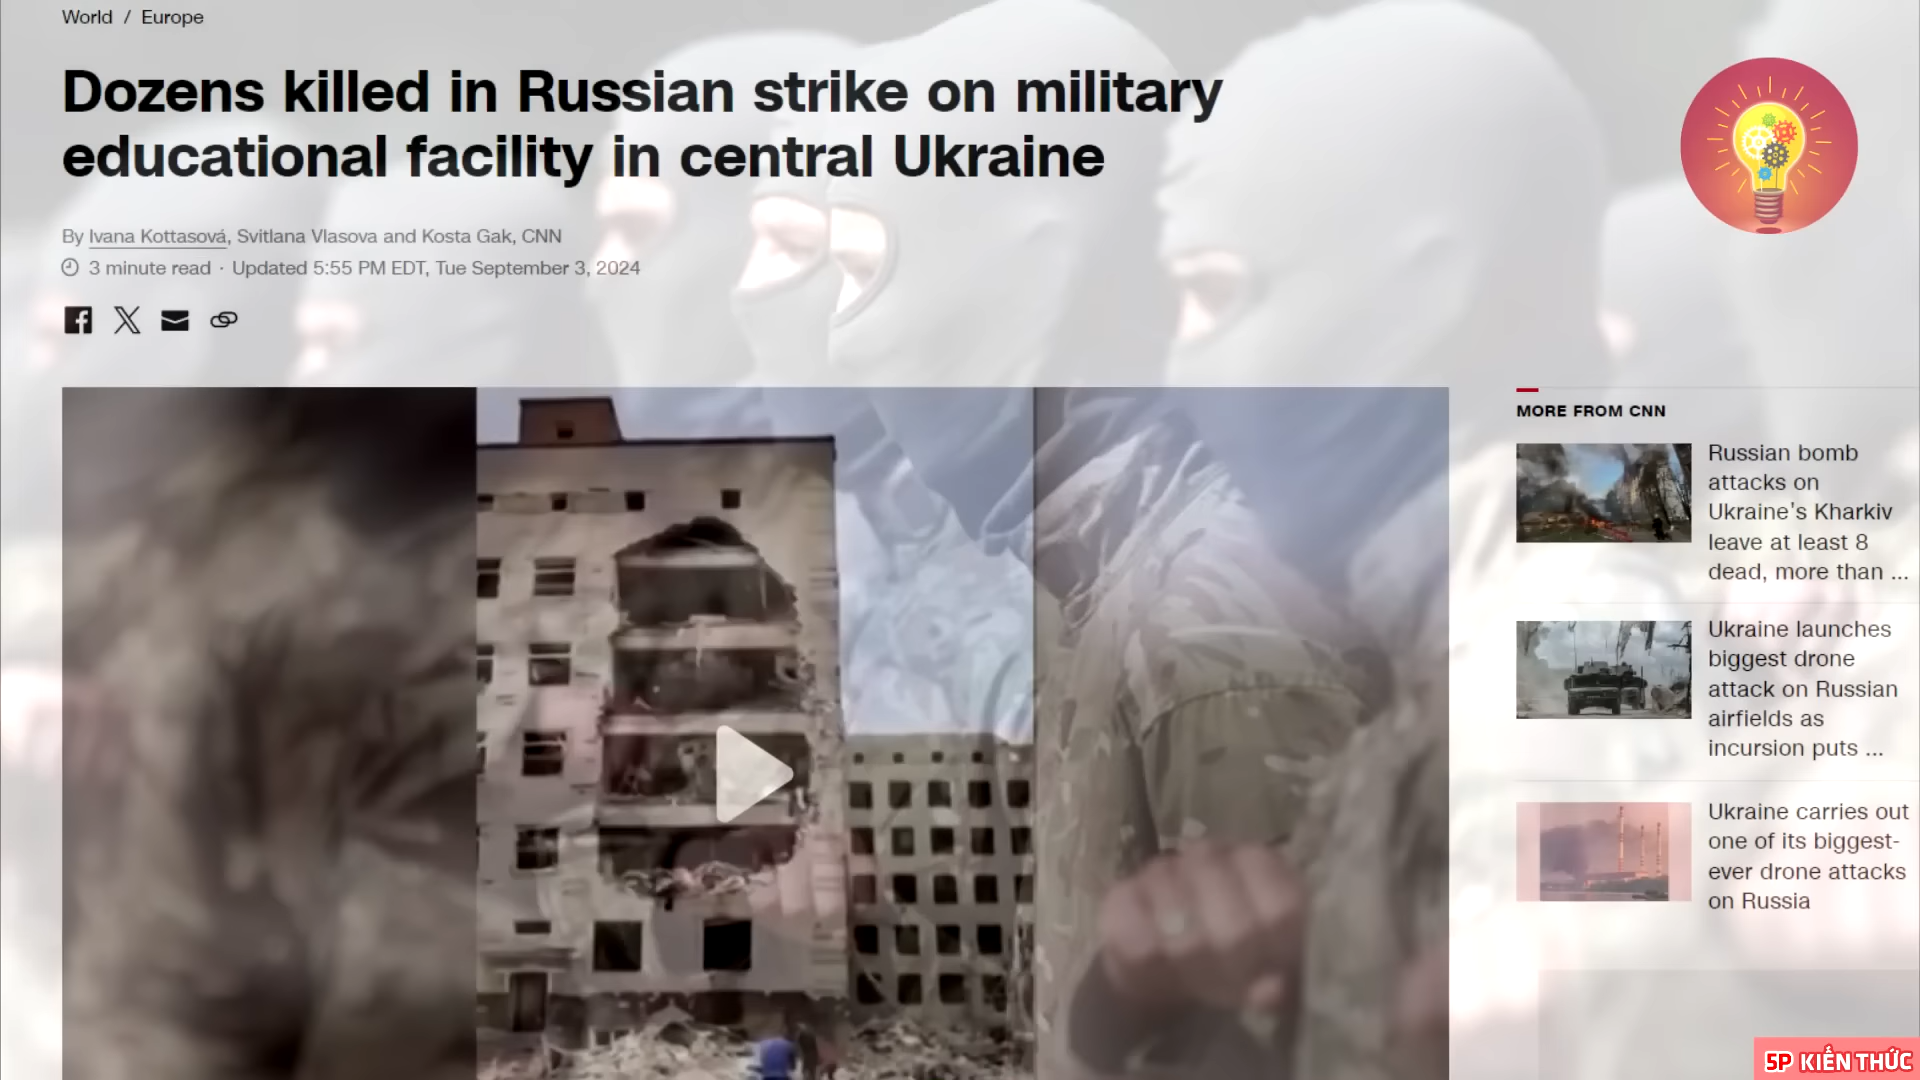 World / Europe
Dozens killed in Russian strike on military
educational facility in central Ukraine
By Ivana Kottasová, Svitlana Vlasova and Kosta Gak, CNN
3 minute read · Updated 5:55 PM EDT, Tue September 3, 2024
MORE FROM CNN
Russian bomb
attacks on
Ukraine's Kharkiv
leave at least 8
dead, more than ...
Ukraine launches
biggest drone
attack on Russian
airfields as
incursion puts ...
Ukraine carries out
one of its biggest-
ever drone attacks
on Russia
5P KIẾN THỨC